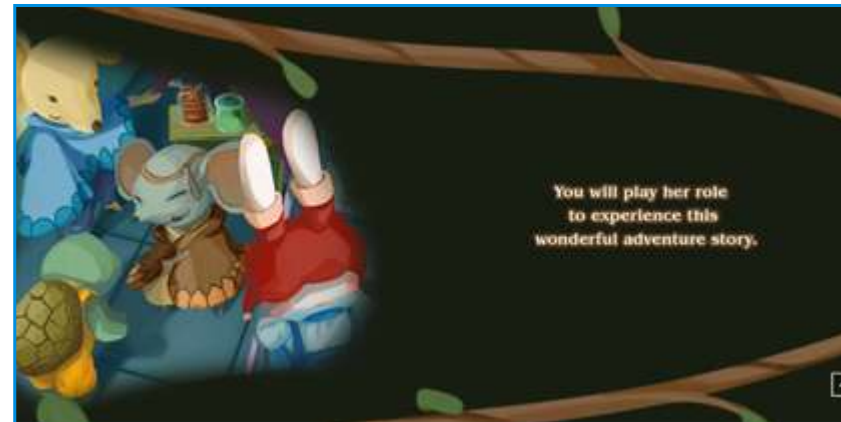 You will play her role
to experience this
wonderful adventure story.